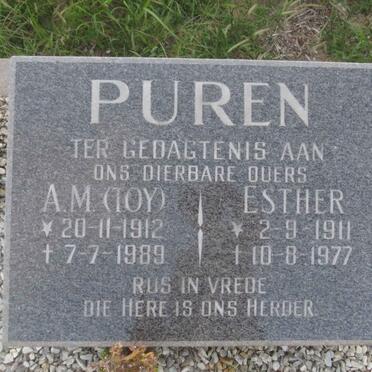 PUREN
TER GEDAGTENIS AAN
ONS DIERBARE OUERS
A.M. (TOY) ESTHER
* 20-11-1912 * 2-9-1911
† 7-7-1989 † 10-8-1977
RUS IN VREDE
DIE HERE IS ONS HERDER